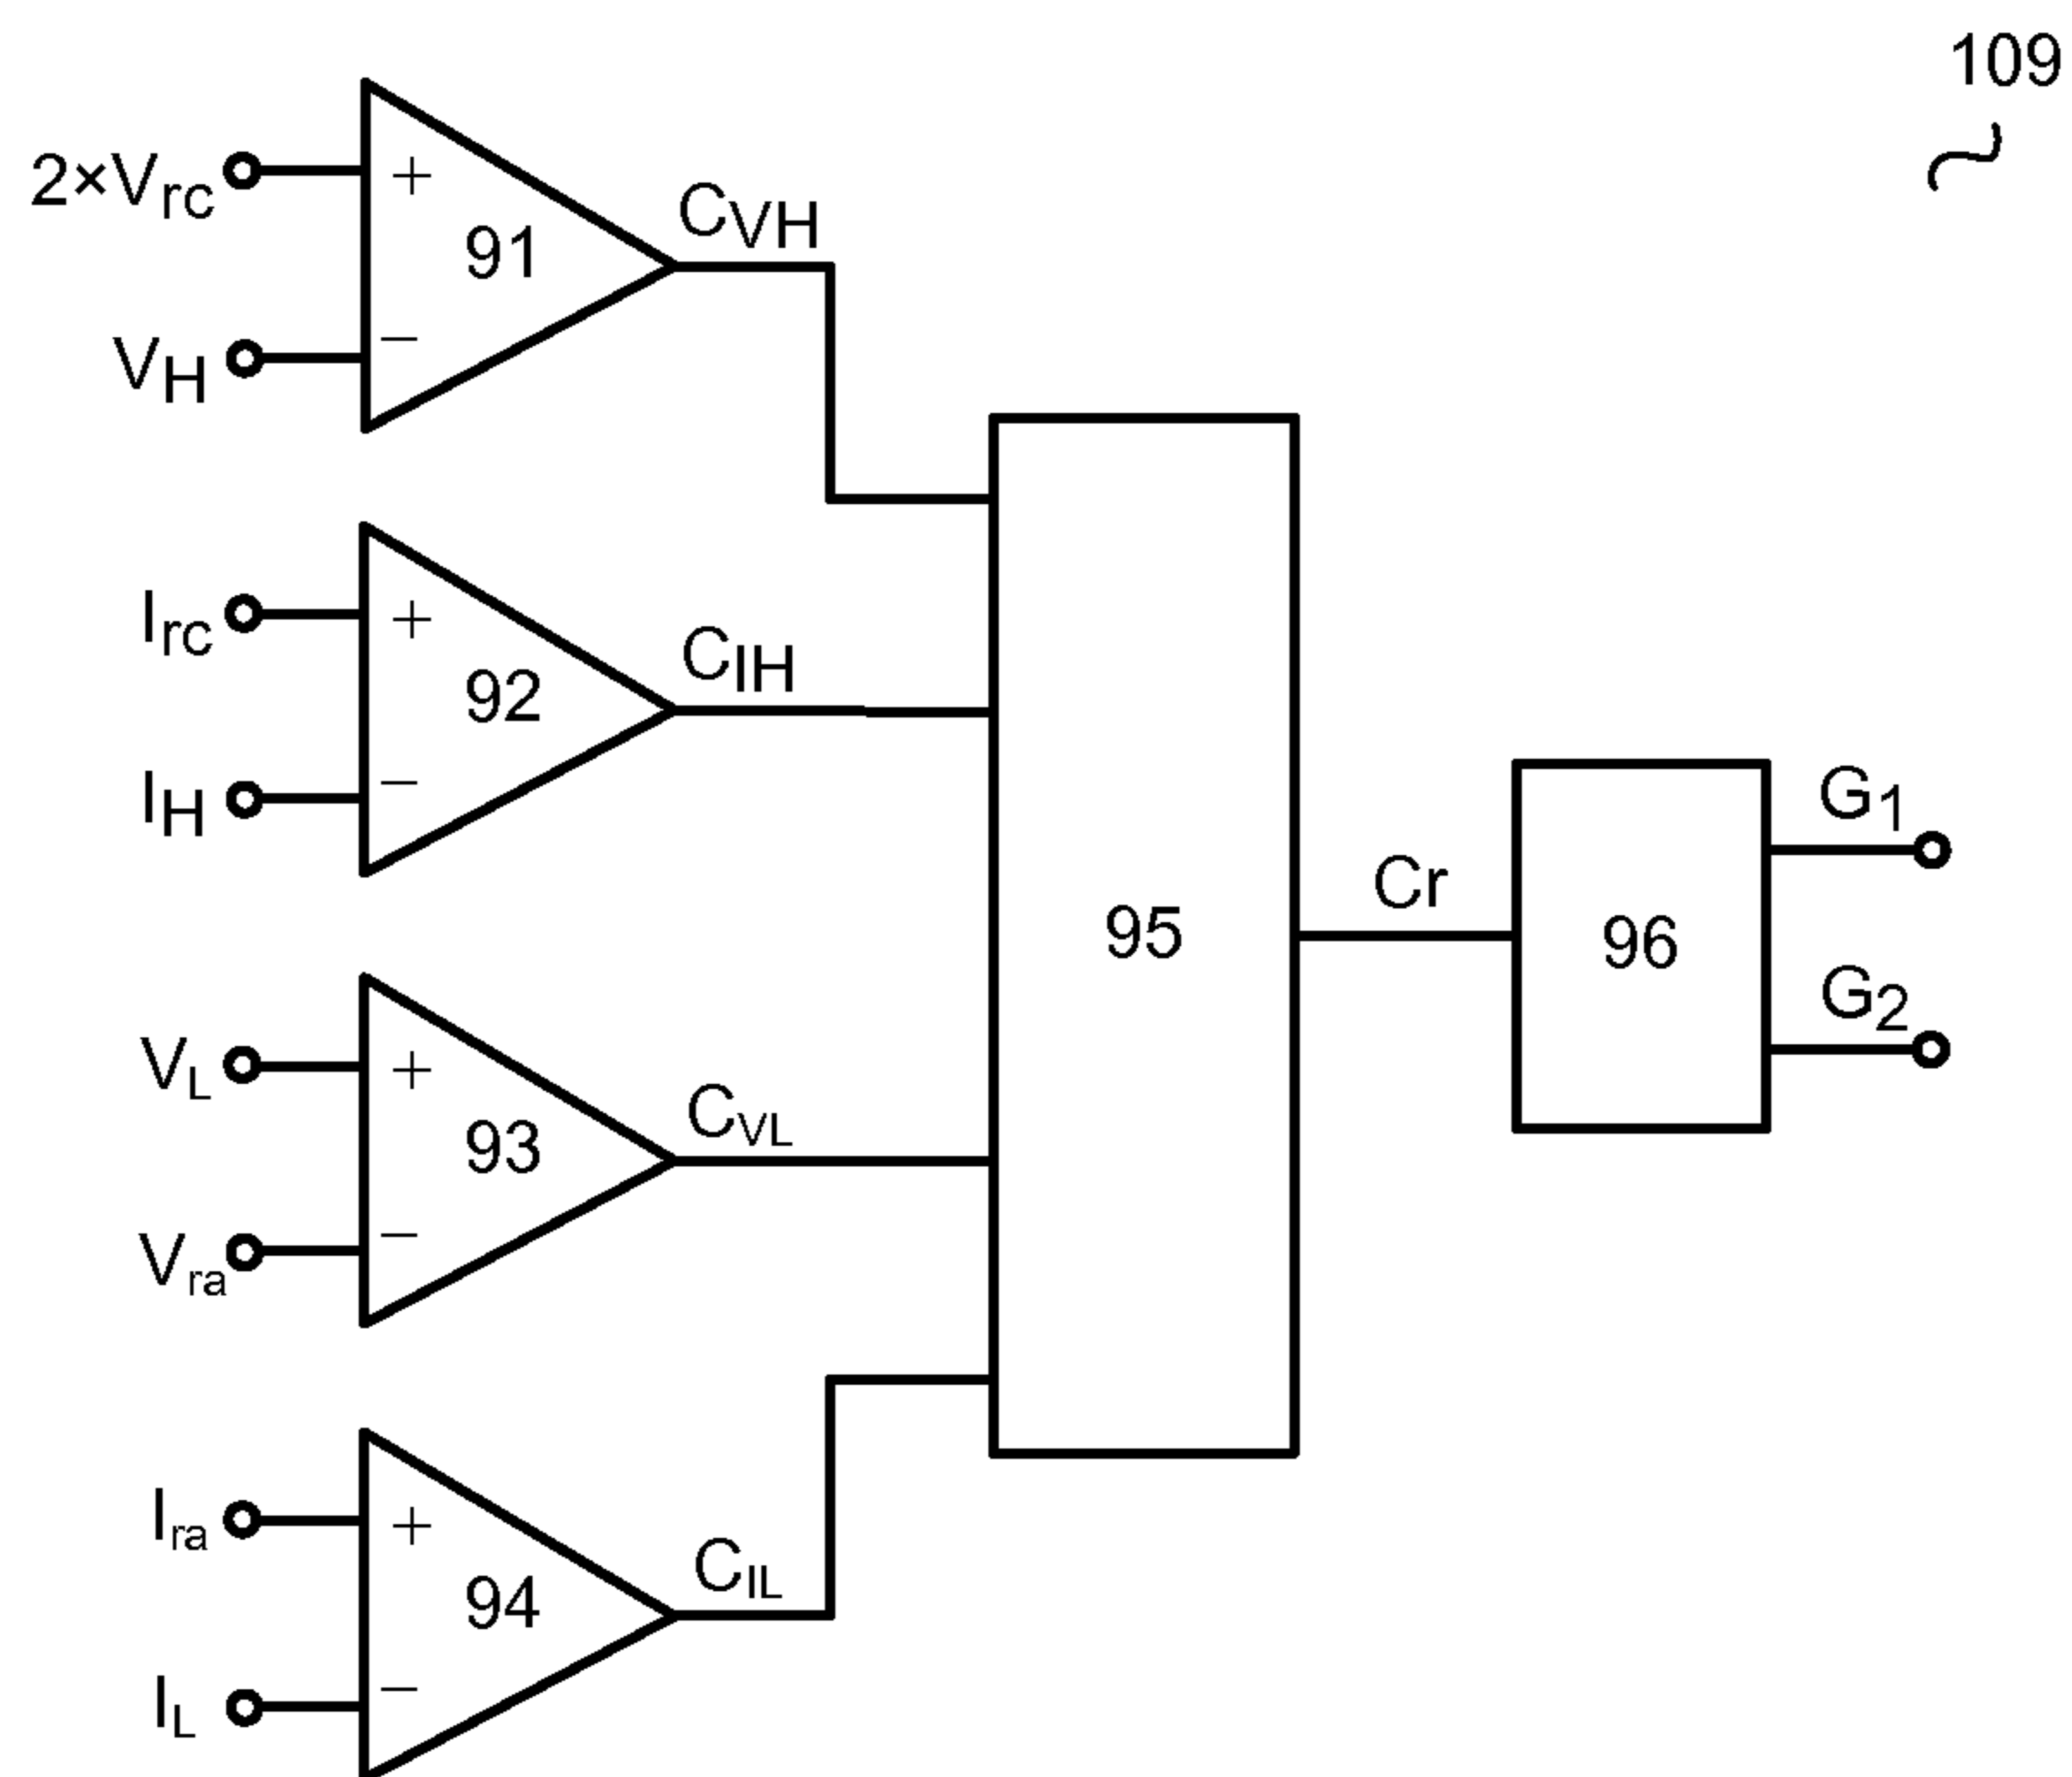 109
2×Vrc
+
91
CVH
VH
−
Irc
+
92
CIH
IH
−
VL
+
93
CVL
Vra
−
Ira
+
94
CIL
IL
−
95
Cr
96
G1
G2